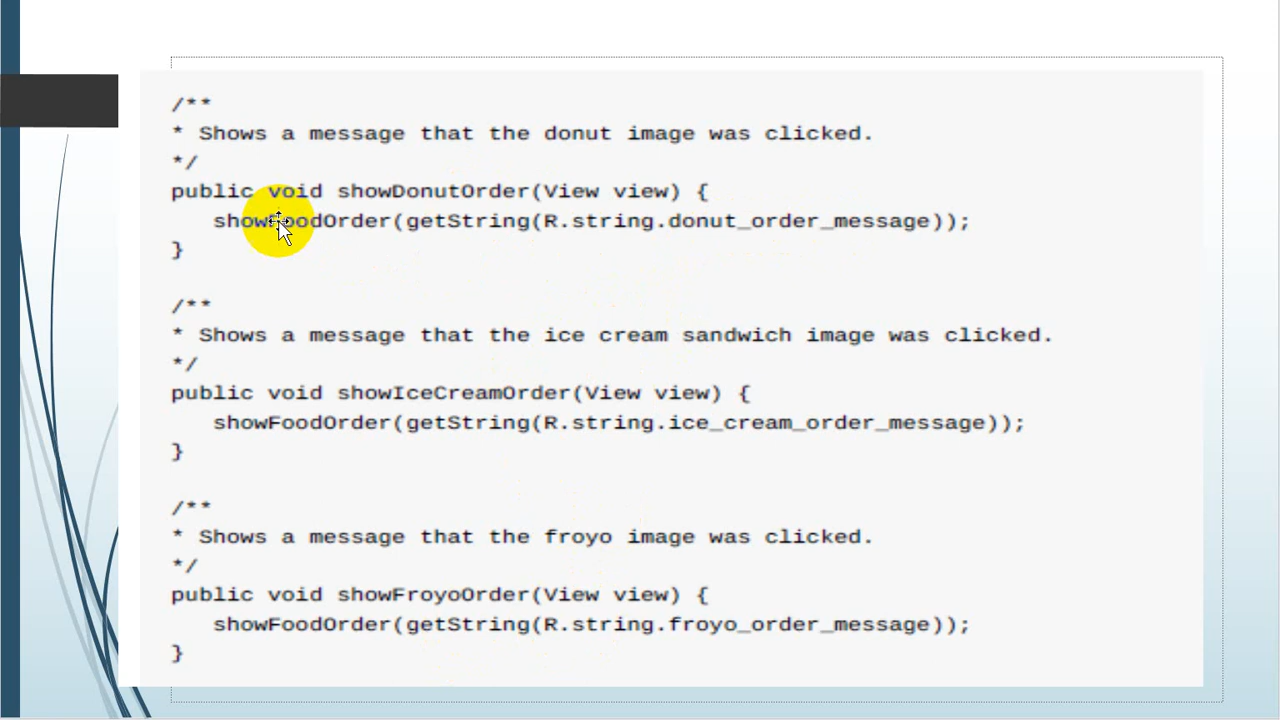 /**
* Shows a message that the donut image was clicked.
*/
public void showDonutOrder(View view) {
showFoodOrder(getString(R.string.donut_order_message));
}
/**
* Shows a message that the ice cream sandwich image was clicked.
*/
public void showIceCreamOrder(View view) {
showFoodOrder(getString(R.string.ice_cream_order_message));
}
/**
* Shows a message that the froyo image was clicked.
*/
public void showFroyoOrder(View view) {
showFoodOrder(getString(R.string.froyo_order_message));
}